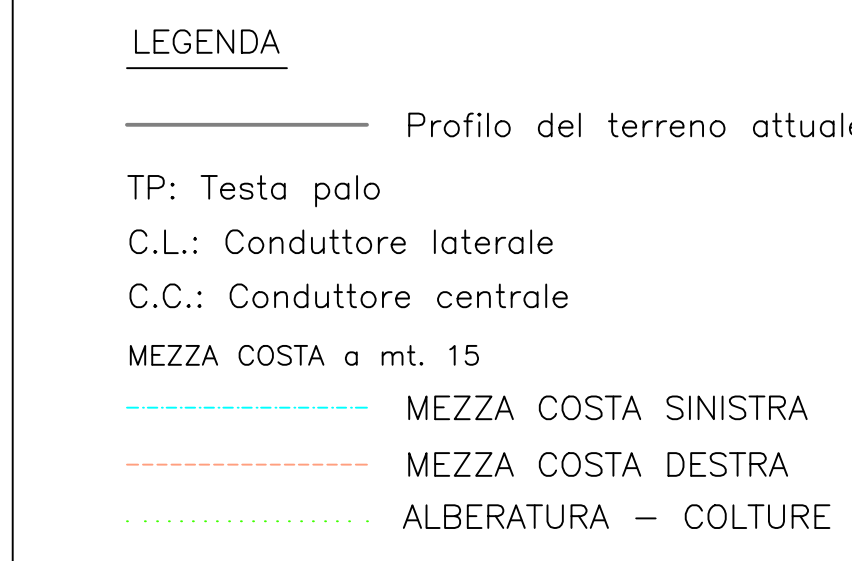 LEGENDA
Profilo del terreno attuale
TP: Testa palo
C.L.: Conduttore laterale
C.C.: Conduttore centrale
MEZZA COSTA a mt. 15
MEZZA COSTA SINISTRA
MEZZA COSTA DESTRA
ALBERATURA – COLTURE